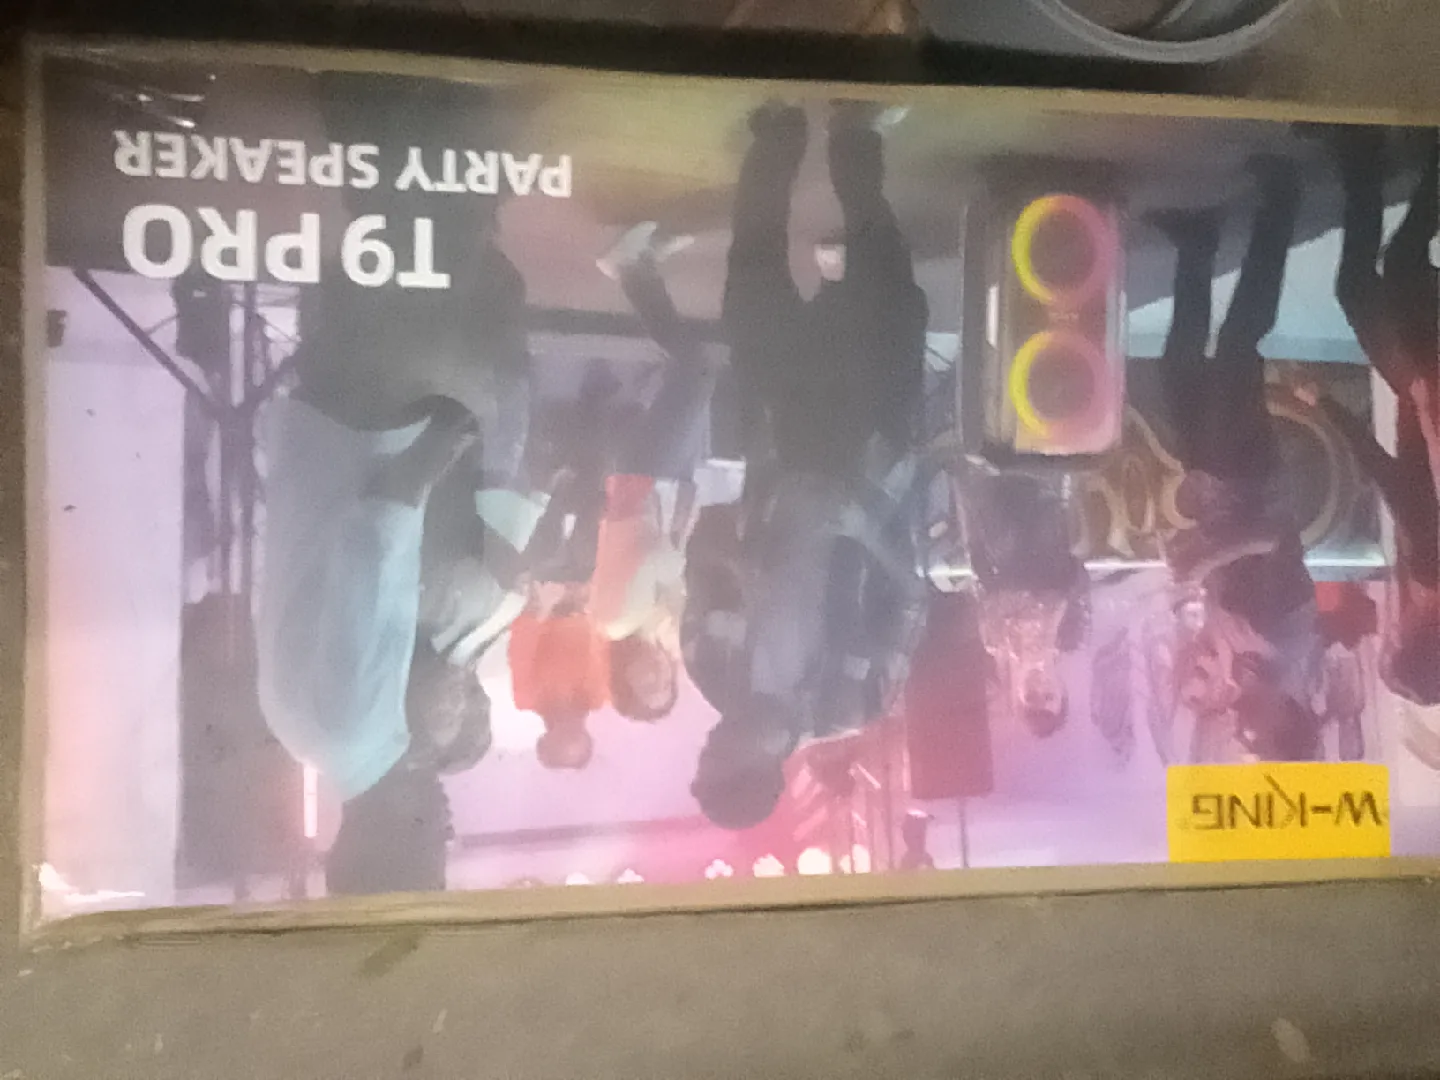 W-KING
T9 PRO
PARTY SPEAKER